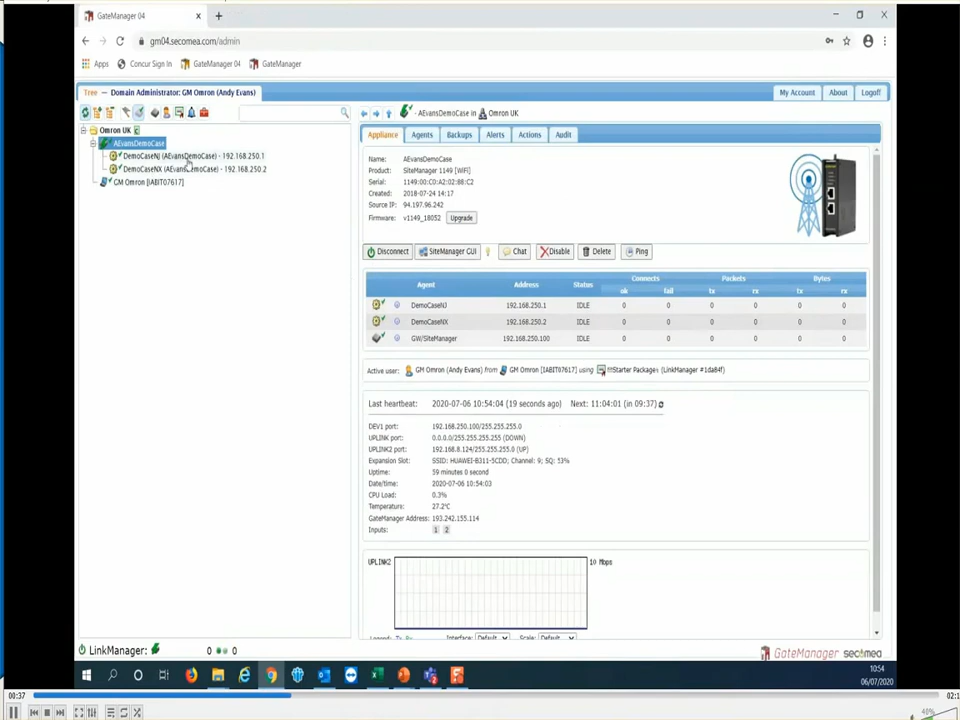 GateManager 04
gm04.secomea.com/admin
Apps Concur Sign In GateManager 04 GateManager
Tree — Domain Administrator: GM Omron (Andy Evans)
My Account About Logoff
Omron UK
AEvansDemoCase
DemoCaseNJ (AEvansDemoCase) - 192.168.250.1
DemoCaseNX (AEvansDemoCase) - 192.168.250.2
GM Omron [IABIT07617]
- AEvansDemoCase in Omron UK
Appliance Agents Backups Alerts Actions Audit
Name: AEvansDemoCase
Product: SiteManager 1149 [WiFi]
Serial: 1149:00:C0:A2:02:88:C2
Created: 2018-07-24 14:17
Source IP: 94.197.96.242
Firmware: v1149_18052 Upgrade
Disconnect SiteManager GUI Chat Disable Delete Ping
Connects Packets Bytes
Agent Address Status ok fail tx rx tx rx
DemoCaseNJ 192.168.250.1 IDLE 0 0 0 0 0 0
DemoCaseNX 192.168.250.2 IDLE 0 0 0 0 0 0
GW/SiteManager 192.168.250.100 IDLE 0 0 0 0 0 0
Active user: GM Omron (Andy Evans) from GM Omron [IABIT07617] using !!!Starter Package: (LinkManager #1da84f)
Last heartbeat: 2020-07-06 10:54:04 (19 seconds ago) Next: 11:04:01 (in 09:37)
DEV1 port: 192.168.250.100/255.255.255.0
UPLINK port: 0.0.0.0/255.255.255.255 (DOWN)
UPLINK2 port: 192.168.8.124/255.255.255.0 (UP)
Expansion Slot: SSID: HUAWEI-B311-5CDD; Channel: 9; SQ: 53%
Uptime: 59 minutes 0 second
Date/time: 2020-07-06 10:54:03
CPU Load: 0.3%
Temperature: 27.2°C
GateManager Address: 193.242.155.114
Inputs: 1 2
UPLINK2 10 Mbps
Legend: Tx Rx Interface: Default Scale: Default
LinkManager: 0 0
GateManager secomea
10:54
06/07/2020
00:37
40%